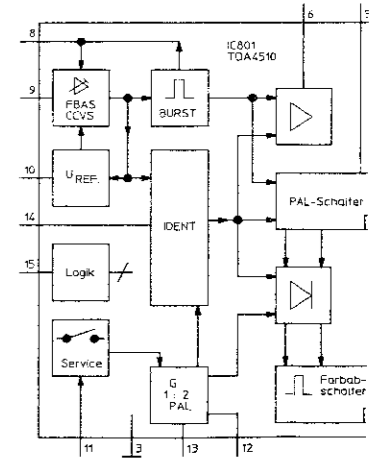 6
8
IC801
TDA4510
9
FBAS
CCVS
BURST
10
U REF.
14
IDENT
PAL-Schalter
15
Logik
Service
G
1 : 2
PAL
Farbab-
schalter
11
3
13
12